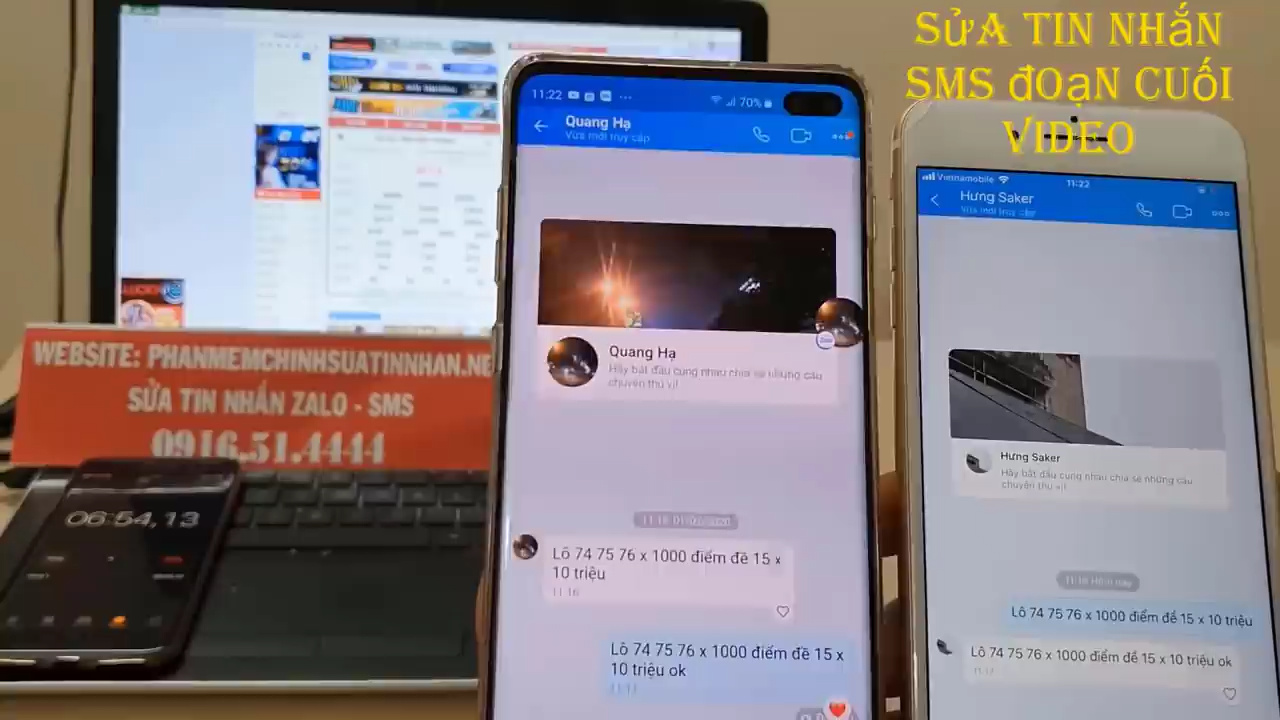 SỬA TIN NHẮN
SMS ĐOẠN CUỐI
VIDEO
WEBSITE: PHANMEMCHINHSUATINNHAN.NE
SỬA TIN NHẮN ZALO - SMS
0916.51.4444
06:54,13
11:22
70%
Quang Hạ
Vừa mới truy cập
Quang Hạ
Hãy bắt đầu cùng nhau chia sẻ những câu
chuyện thú vị!
Lô 74 75 76 x 1000 điểm đề 15 x
10 triệu
11:16
Lô 74 75 76 x 1000 điểm đề 15 x
10 triệu ok
11:17
Vietnamobile
11:22
Hưng Saker
Vừa mới truy cập
Hưng Saker
Hãy bắt đầu cùng nhau chia sẻ những câu
chuyện thú vị!
11:16 Hôm nay
Lô 74 75 76 x 1000 điểm đề 15 x 10 triệu
Lô 74 75 76 x 1000 điểm đề 15 x 10 triệu ok
11:17